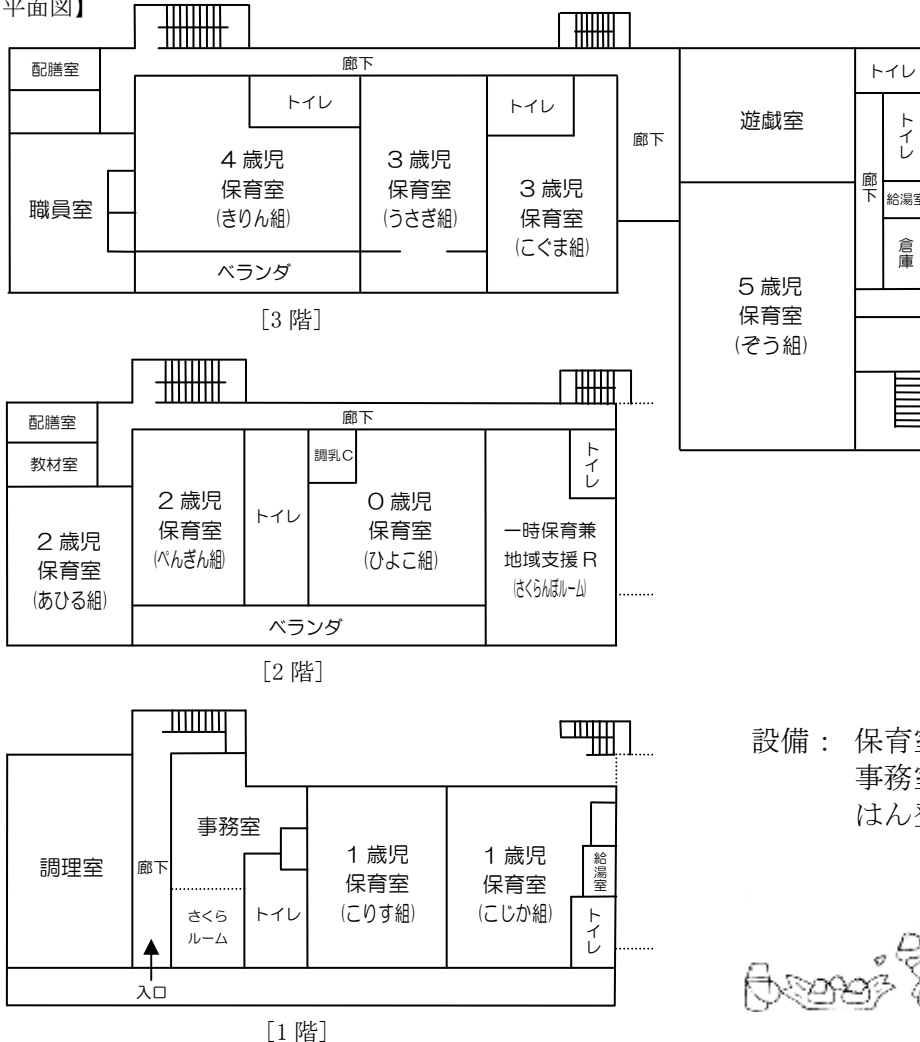 平面図】
配膳室
廊下
トイレ
トイレ
トイレ
遊戯室
トイレ
廊下
4歳児
保育室
(きりん組)
3歳児
保育室
(うさぎ組)
3歳児
保育室
(こぐま組)
職員室
廊下
給湯室
倉庫
ベランダ
5歳児
保育室
(ぞう組)
[3階]
配膳室
廊下
教材室
調乳C
トイレ
2歳児
保育室
(ぺんぎん組)
トイレ
0歳児
保育室
(ひよこ組)
一時保育兼
地域支援R
(さくらんぼルーム)
2歳児
保育室
(あひる組)
ベランダ
[2階]
設備： 保育室
事務室
はん
事務室
調理室
廊下
1歳児
保育室
(こりす組)
1歳児
保育室
(こじか組)
給湯室
さくら
ルーム
トイレ
トイレ
入口
[1階]